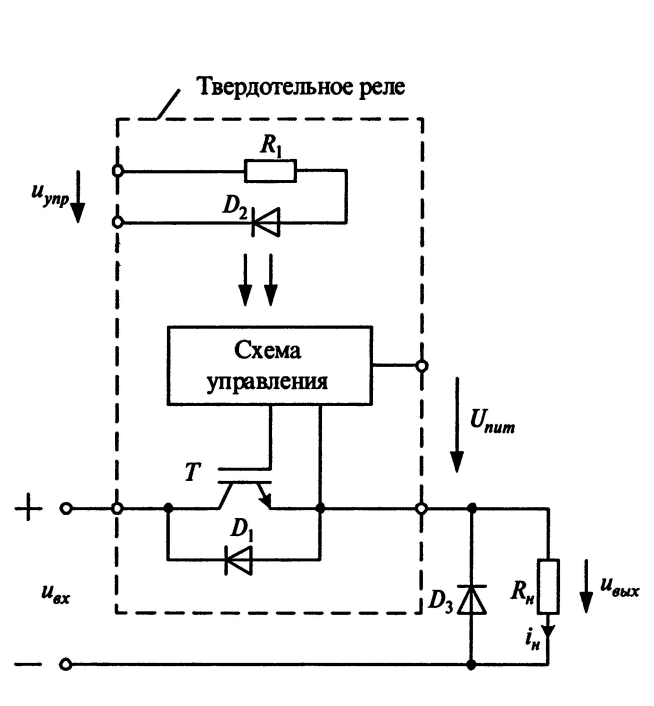 Твердотельное реле
R1
uупр
D2
Схема
управления
Uпит
T
+
D1
uвх
D3
Rн
uвых
iн
—